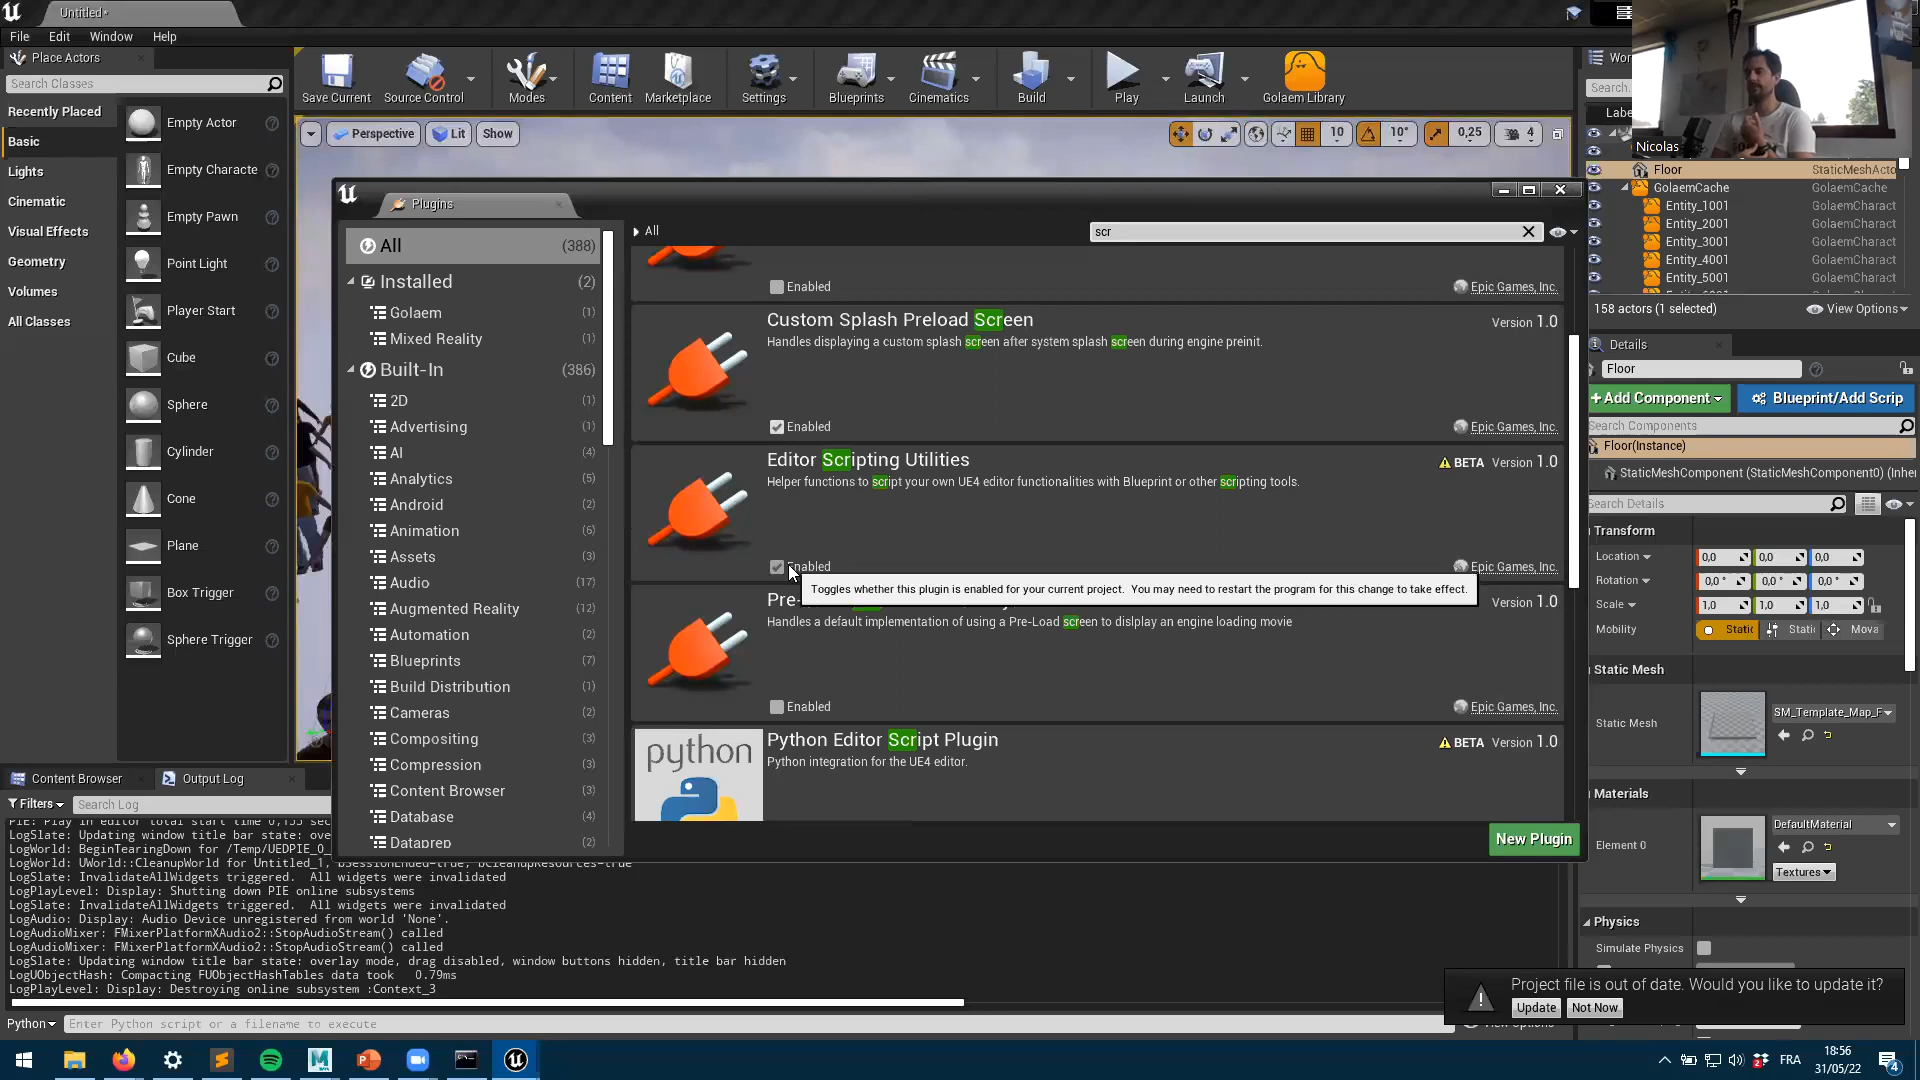 Untitled*
File Edit Window Help
Place Actors
Search Classes
Recently Placed
Basic
Lights
Cinematic
Visual Effects
Geometry
Volumes
All Classes
Empty Actor
Empty Characte
Empty Pawn
Point Light
Player Start
Cube
Sphere
Cylinder
Cone
Plane
Box Trigger
Sphere Trigger
Save Current
Source Control
Modes
Content
Marketplace
Settings
Blueprints
Cinematics
Build
Play
Launch
Golaem Library
Perspective Lit Show
10 10° 0,25 4
Plugins
All (388)
Installed (2)
Golaem (1)
Mixed Reality (1)
Built-In (386)
2D (1)
Advertising (1)
AI (4)
Analytics (5)
Android (2)
Animation (6)
Assets (3)
Audio (17)
Augmented Reality (12)
Automation (4)
Blueprints (7)
Build Distribution (1)
Cameras (2)
Compositing (3)
Compression (3)
Content Browser (3)
Database (4)
Dataprep (2)
All
scr
Enabled Epic Games, Inc.
Custom Splash Preload Screen Version 1.0
Handles displaying a custom splash screen after system splash screen during engine preinit.
Enabled Epic Games, Inc.
Editor Scripting Utilities BETA Version 1.0
Helper functions to script your own UE4 editor functionalities with Blueprint or other scripting tools.
Enabled Epic Games, Inc.
Toggles whether this plugin is enabled for your current project. You may need to restart the program for this change to take effect.
Version 1.0
Handles a default implementation of using a Pre-Load screen to dislplay an engine loading movie
Enabled Epic Games, Inc.
Python Editor Script Plugin BETA Version 1.0
Python integration for the UE4 editor.
python
New Plugin
Nicolas
Floor StaticMeshActo
GolaemCache GolaemCache
Entity_1001 GolaemCharact
Entity_2001 GolaemCharact
Entity_3001 GolaemCharact
Entity_4001 GolaemCharact
Entity_5001 GolaemCharact
158 actors (1 selected) View Options
Details
Floor
+Add Component Blueprint/Add Scrip
Search Components
Floor(Instance)
StaticMeshComponent (StaticMeshComponent0) (Inher
Search Details
Transform
Location 0,0 0,0 0,0
Rotation 0,0 ° 0,0 ° 0,0 °
Scale 1,0 1,0 1,0
Mobility Static Static Mova
Static Mesh
Static Mesh SM_Template_Map_F
Materials
Element 0 DefaultMaterial
Textures
Physics
Simulate Physics
Project file is out of date. Would you like to update it?
Update Not Now
Content Browser Output Log
Filters Search Log
LogSlate: Updating window title bar state: ove
LogWorld: BeginTearingDown for /Temp/UEDPIE_0_
LogWorld: UWorld::CleanupWorld for Untitled_1, bSessionEnded=true, bCleanupResources=true
LogSlate: InvalidateAllWidgets triggered. All widgets were invalidated
LogPlayLevel: Display: Shutting down PIE online subsystems
LogSlate: InvalidateAllWidgets triggered. All widgets were invalidated
LogAudio: Display: Audio Device unregistered from world 'None'.
LogAudioMixer: FMixerPlatformXAudio2::StopAudioStream() called
LogAudioMixer: FMixerPlatformXAudio2::StopAudioStream() called
LogSlate: Updating window title bar state: overlay mode, drag disabled, window buttons hidden, title bar hidden
LogUObjectHash: Compacting FUObjectHashTables data took 0.79ms
LogPlayLevel: Display: Destroying online subsystem :Context_3
Python Enter Python script or a filename to execute
FRA
18:56
31/05/22
4